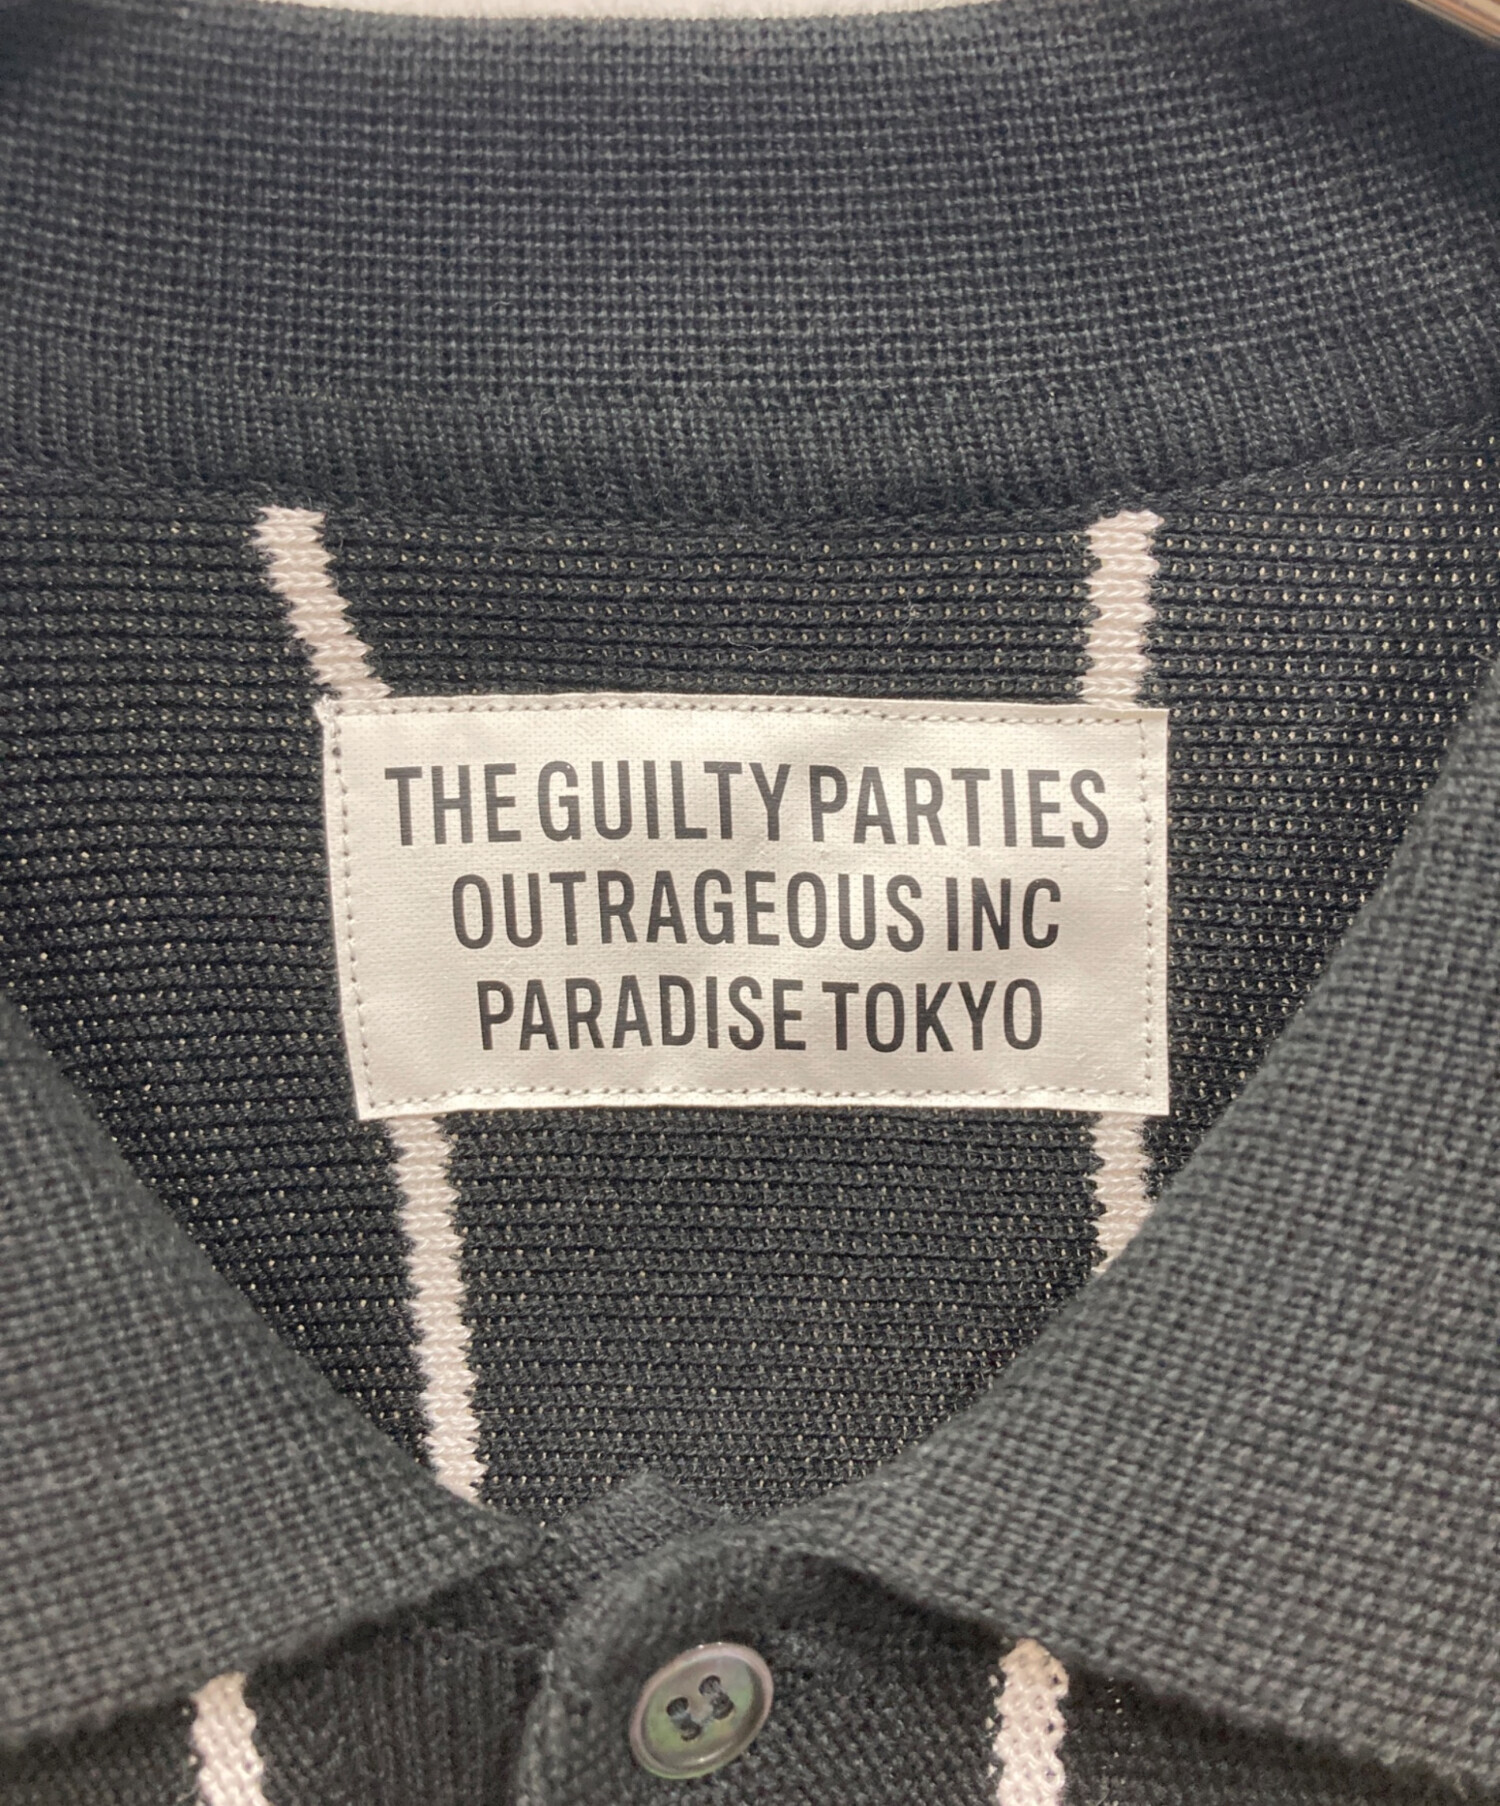 THE GUILTY PARTIES
OUTRAGEOUS INC
PARADISE TOKYO